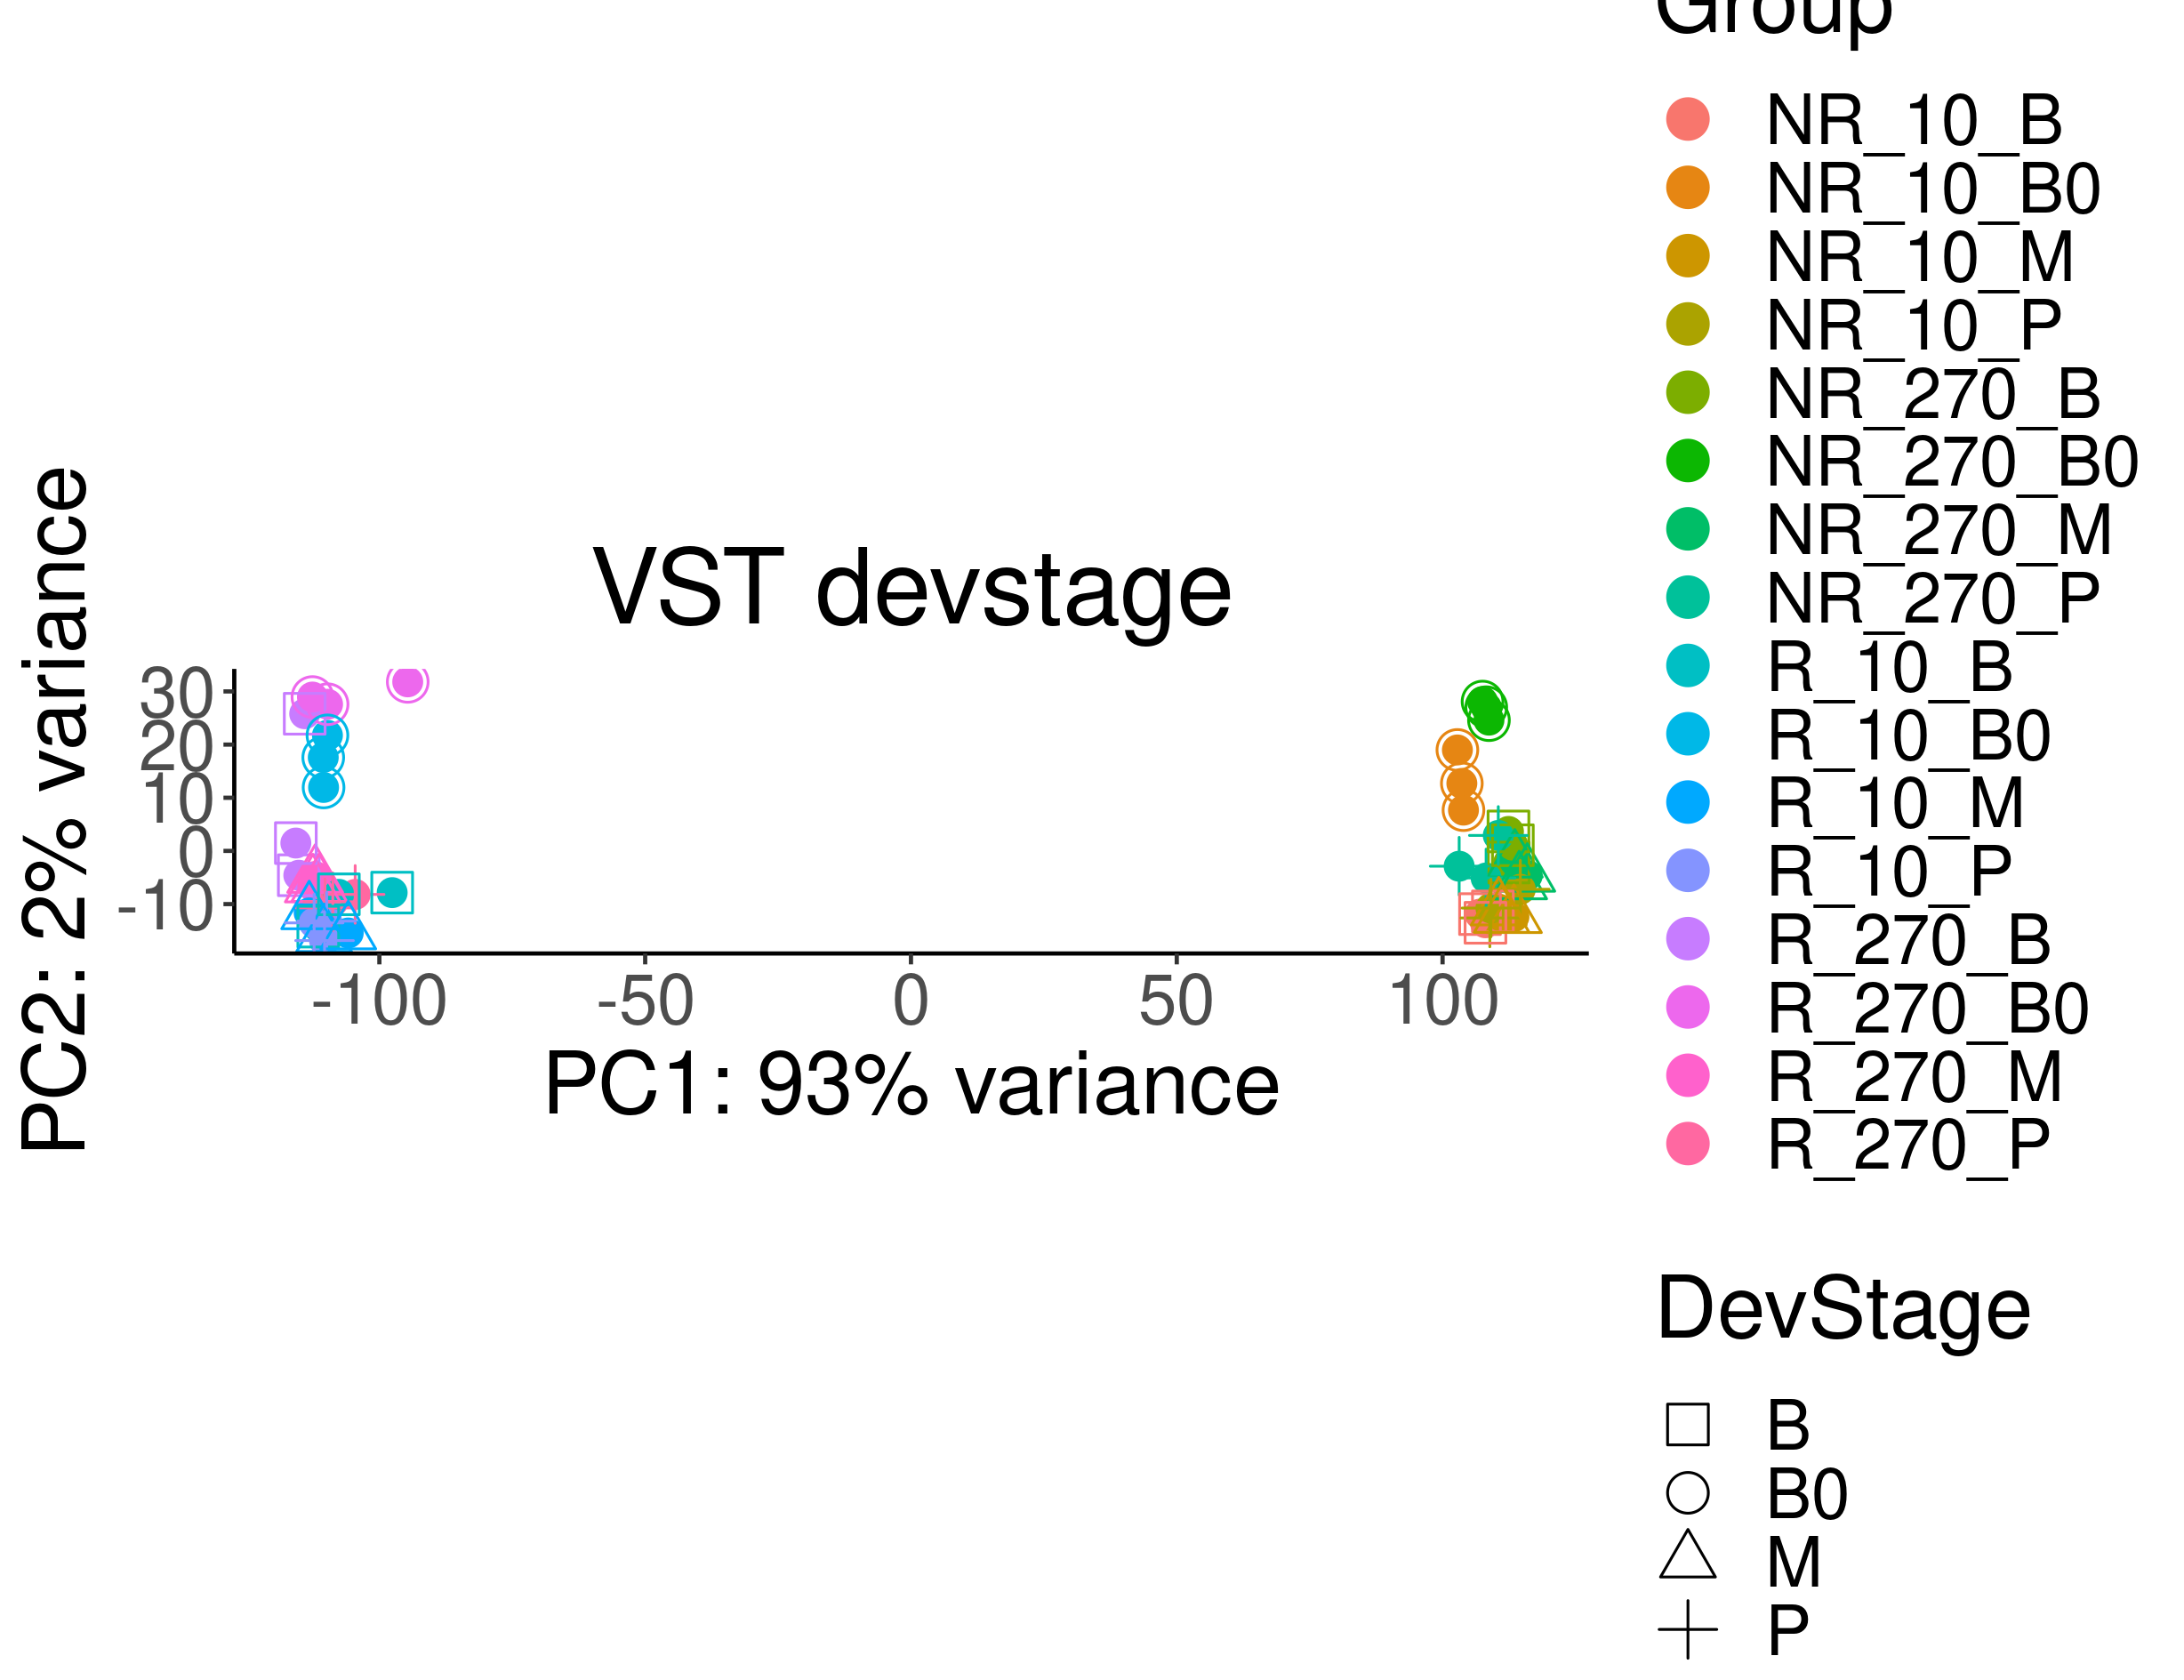 VST devstage
PC2: 2% variance
30
20
10
0
-10
-100
-50
0
50
100
PC1: 93% variance
Group
NR_10_B
NR_10_B0
NR_10_M
NR_10_P
NR_270_B
NR_270_B0
NR_270_M
NR_270_P
R_10_B
R_10_B0
R_10_M
R_10_P
R_270_B
R_270_B0
R_270_M
R_270_P
DevStage
B
B0
M
P